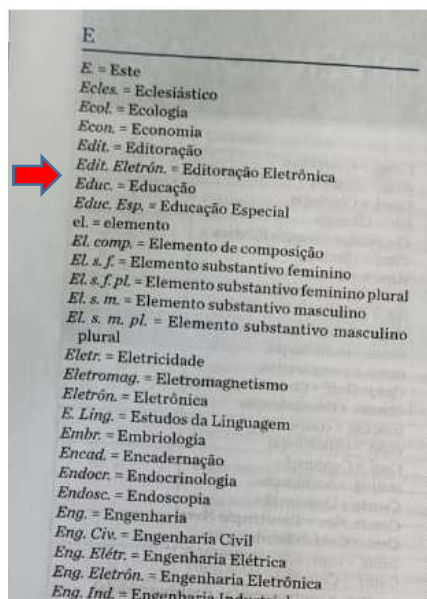 E
E. = Este
Ecles. = Eclesiástico
Ecol. = Ecologia
Econ. = Economia
Edit. = Editoração
Edit. Eletrôn. = Editoração Eletrônica
Educ. = Educação
Educ. Esp. = Educação Especial
el. = elemento
El. comp. = Elemento de composição
El. s. f. = Elemento substantivo feminino
El. s. f. pl. = Elemento substantivo feminino plural
El. s. m. = Elemento substantivo masculino
El. s. m. pl. = Elemento substantivo masculino
plural
Eletr. = Eletricidade
Eletromag. = Eletromagnetismo
Eletrôn. = Eletrônica
E. Ling. = Estudos da Linguagem
Embr. = Embriologia
Encad. = Encadernação
Endocr. = Endocrinologia
Endosc. = Endoscopia
Eng. = Engenharia
Eng. Civ. = Engenharia Civil
Eng. Elétr. = Engenharia Elétrica
Eng. Eletrôn. = Engenharia Eletrônica
Eng. Ind. = Engenharia Industrial